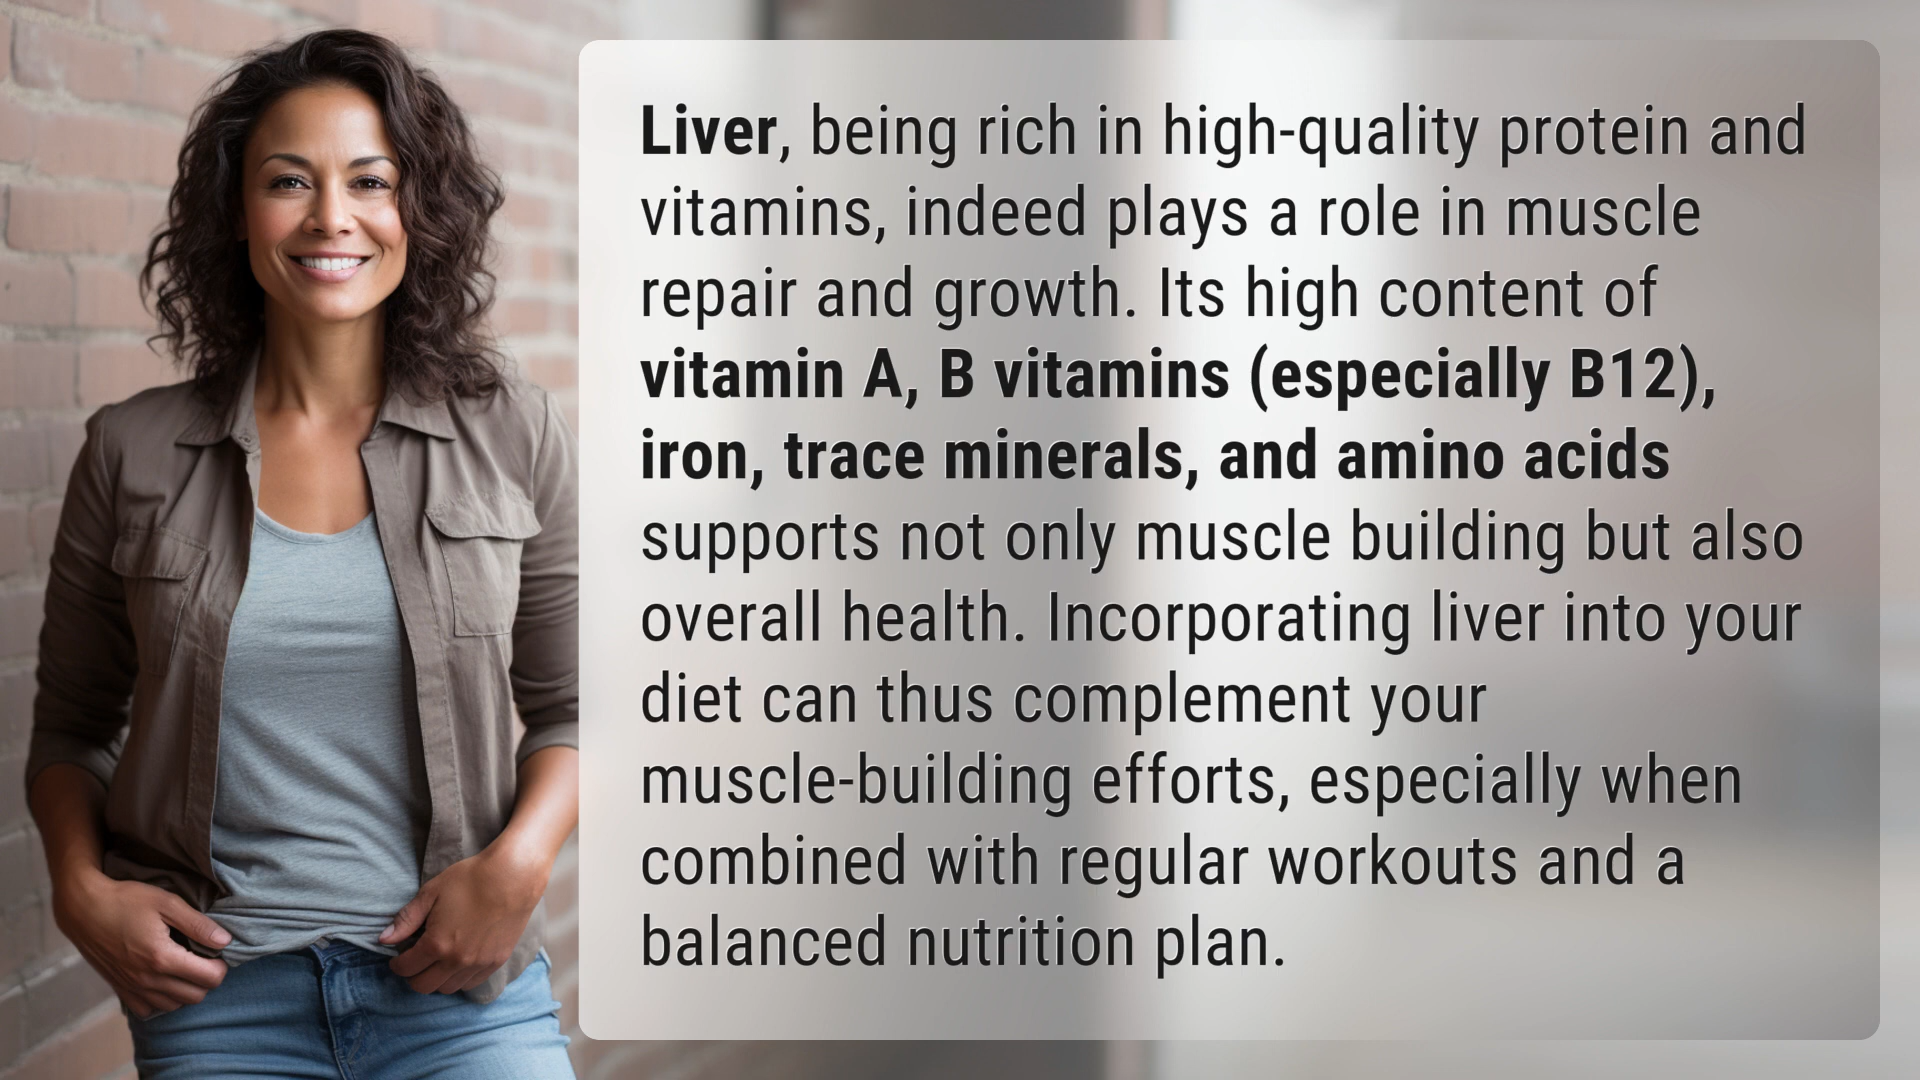 Liver, being rich in high-quality protein and
vitamins, indeed plays a role in muscle
repair and growth. Its high content of
vitamin A, B vitamins (especially B12),
iron, trace minerals, and amino acids
supports not only muscle building but also
overall health. Incorporating liver into your
diet can thus complement your
muscle-building efforts, especially when
combined with regular workouts and a
balanced nutrition plan.